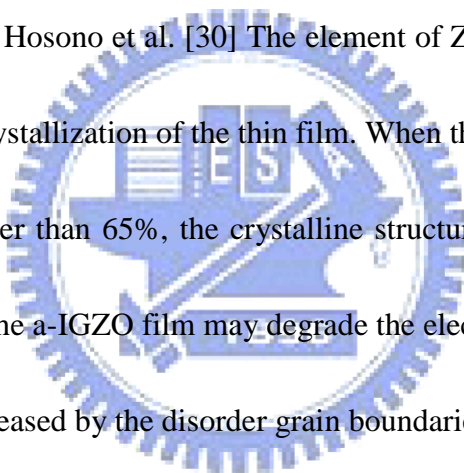 Hosono et al. [30] The element of Z
ystallization of the thin film. When th
er than 65%, the crystalline structur
ne a-IGZO film may degrade the elec
eased by the disorder grain boundarie